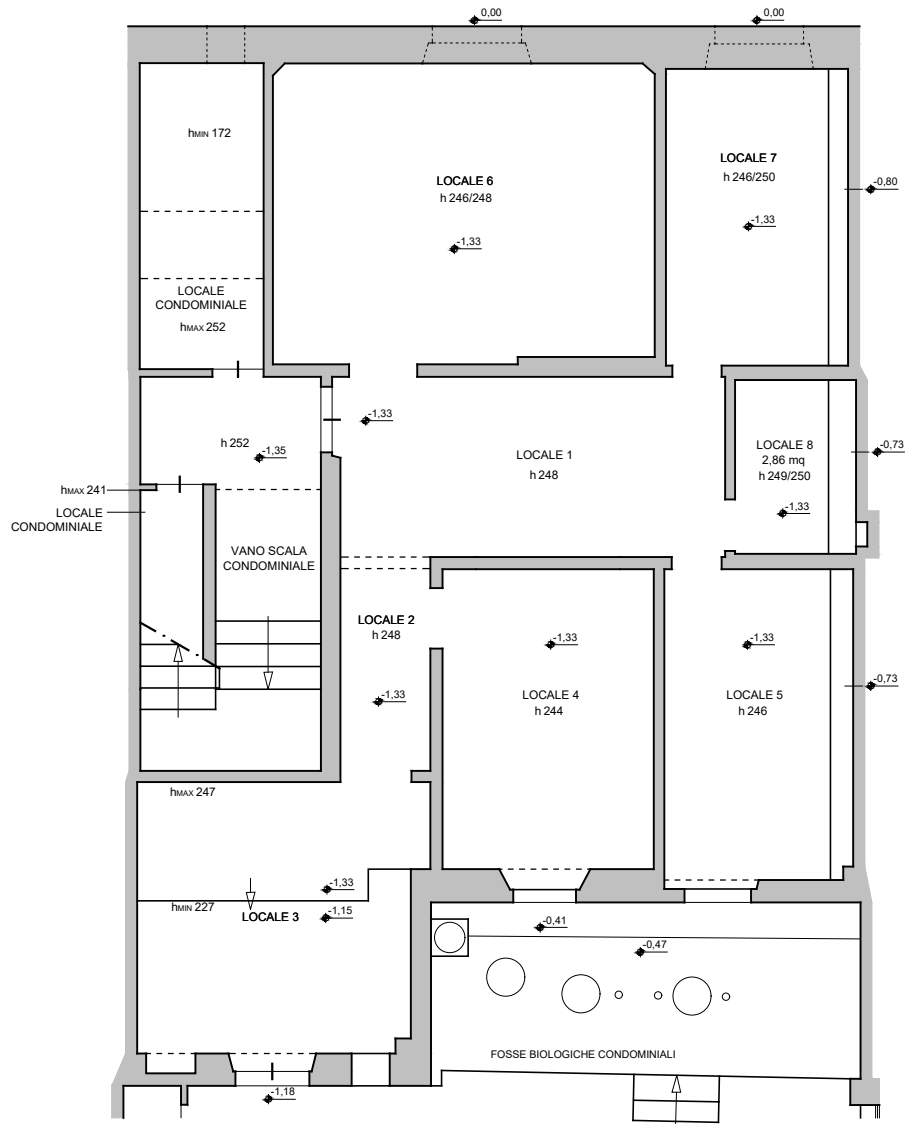 0,00
0,00
hMIN 172
LOCALE 6
h 246/248
-1,33
LOCALE 7
h 246/250
-1,33
-0,80
LOCALE
CONDOMINIALE
hMAX 252
-1,33
h 252
-1,35
LOCALE 1
h 248
LOCALE 8
2,86 mq
h 249/250
-1,33
-0,73
hMAX 241
LOCALE
CONDOMINIALE
VANO SCALA
CONDOMINIALE
LOCALE 2
h 248
-1,33
-1,33
LOCALE 4
h 244
-1,33
LOCALE 5
h 246
-0,73
hMAX 247
-1,33
hMIN 227
LOCALE 3
-1,15
-0,41
-0,47
FOSSE BIOLOGICHE CONDOMINIALI
-1,18